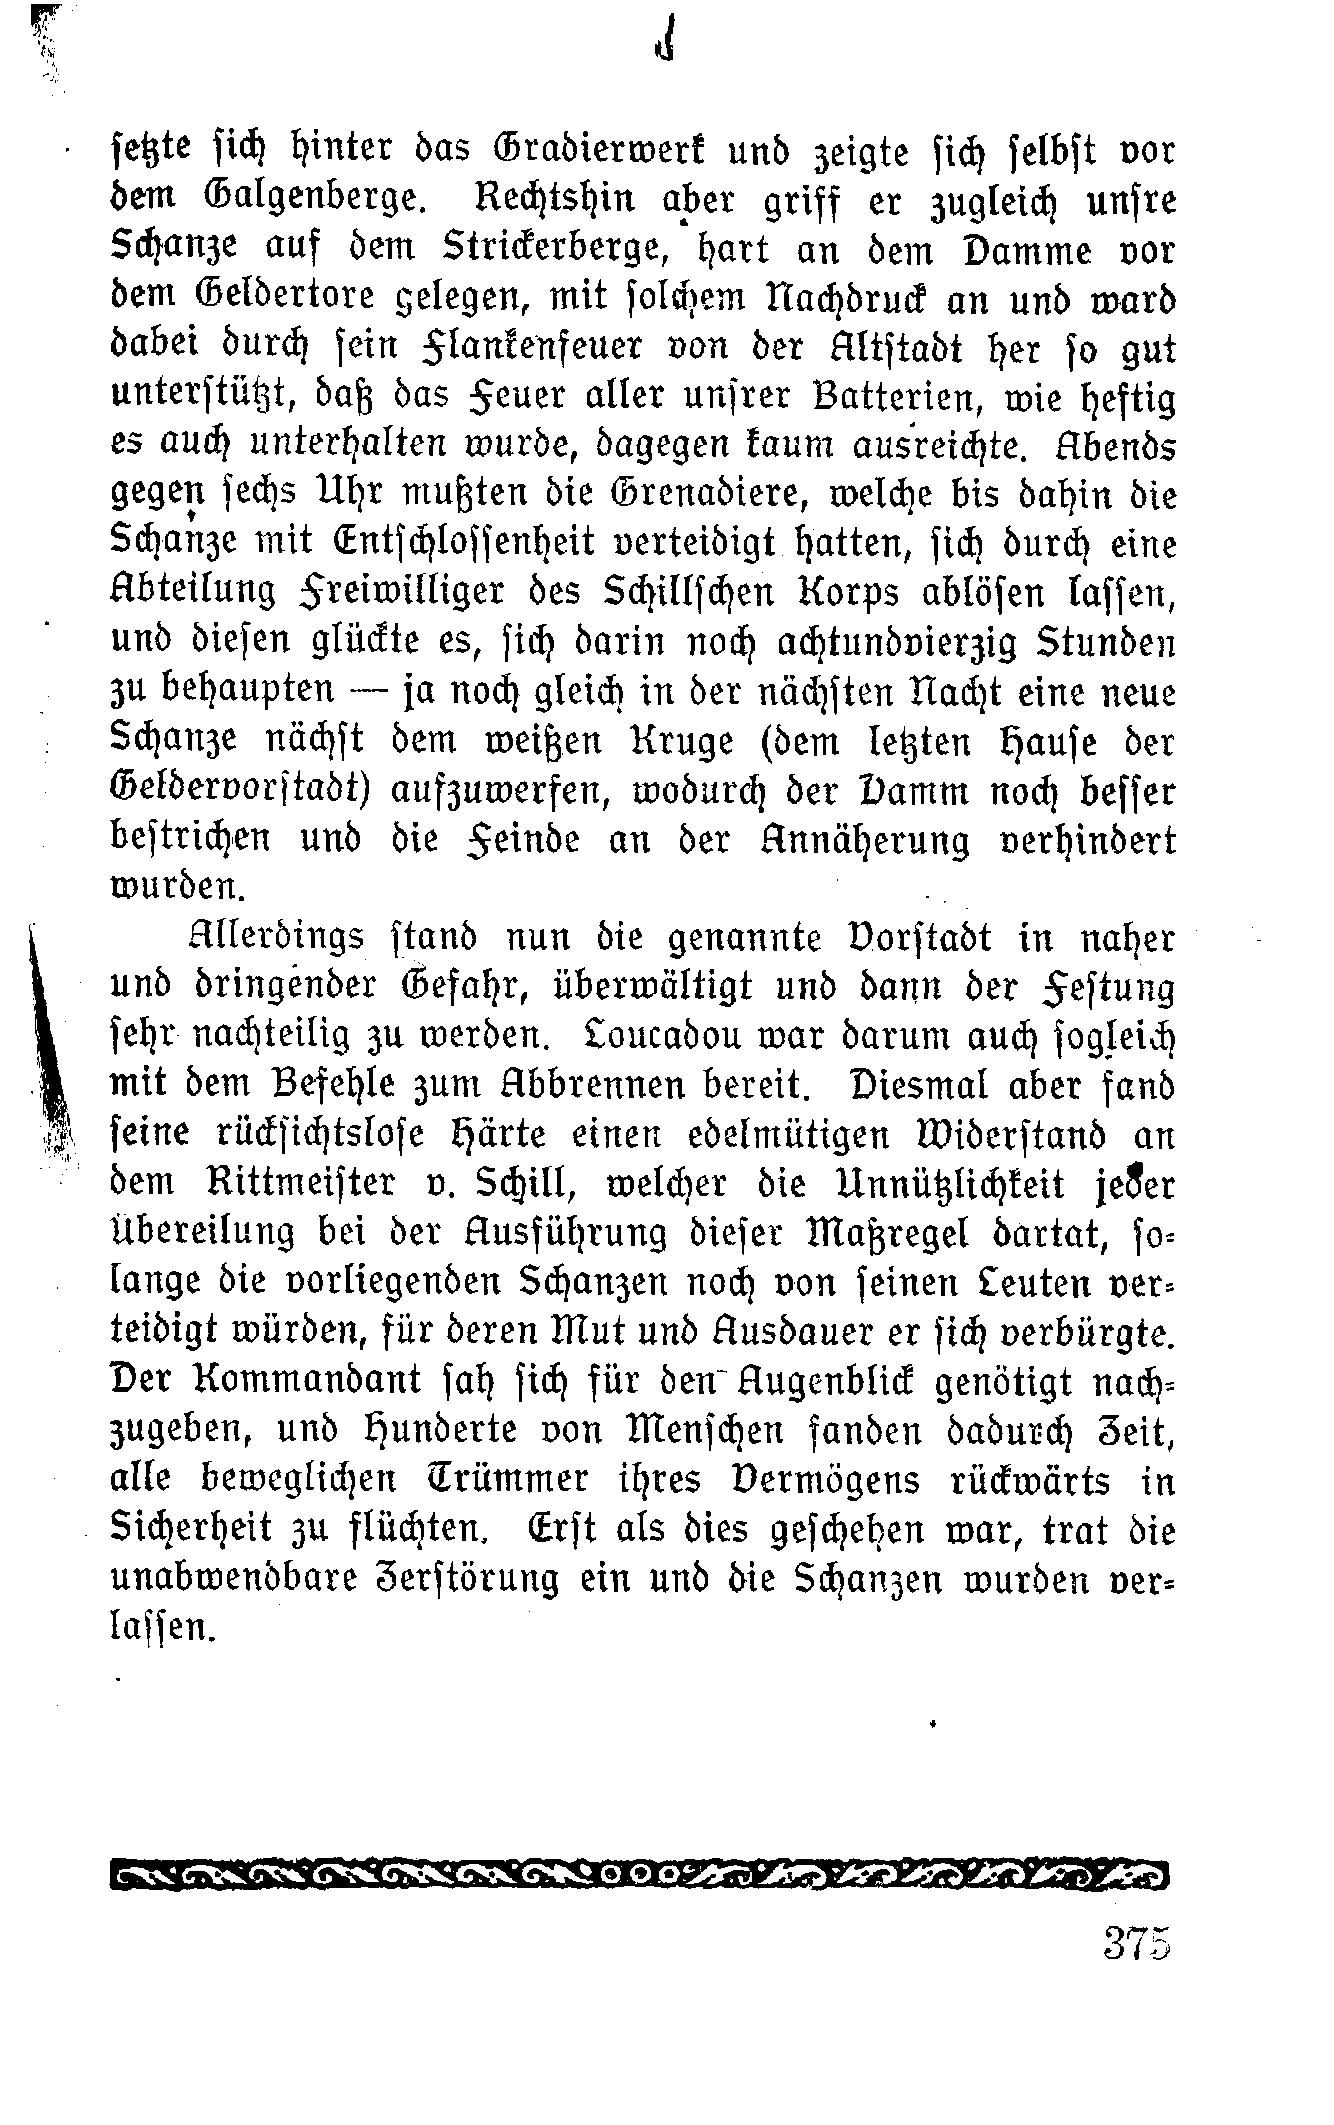 setzte sich hinter das Gradierwerk und zeigte sich selbst vor
dem Galgenberge. Rechtshin aber griff er zugleich unsre
Schanze auf dem Strickerberge, hart an dem Damme vor
dem Geldertore gelegen, mit solchem Nachdruck an und ward
dabei durch sein Flankenfeuer von der Altstadt her so gut
unterstützt, daß das Feuer aller unsrer Batterien, wie heftig
es auch unterhalten wurde, dagegen kaum ausreichte. Abends
gegen sechs Uhr mußten die Grenadiere, welche bis dahin die
Schanze mit Entschlossenheit verteidigt hatten, sich durch eine
Abteilung Freiwilliger des Schillschen Korps ablösen lassen,
und diesen glückte es, sich darin noch achtundvierzig Stunden
zu behaupten — ja noch gleich in der nächsten Nacht eine neue
Schanze nächst dem weißen Kruge (dem letzten Hause der
Geldervorstadt) aufzuwerfen, wodurch der Damm noch besser
bestrichen und die Feinde an der Annäherung verhindert
wurden.
Allerdings stand nun die genannte Vorstadt in naher
und dringender Gefahr, überwältigt und dann der Festung
sehr nachteilig zu werden. Loucadou war darum auch sogleich
mit dem Befehle zum Abbrennen bereit. Diesmal aber fand
seine rücksichtslose Härte einen edelmütigen Widerstand an
dem Rittmeister v. Schill, welcher die Unnützlichkeit jeder
Übereilung bei der Ausführung dieser Maßregel dartat, so-
lange die vorliegenden Schanzen noch von seinen Leuten ver-
teidigt würden, für deren Mut und Ausdauer er sich verbürgte.
Der Kommandant sah sich für den Augenblick genötigt nach-
zugeben, und Hunderte von Menschen fanden dadurch Zeit,
alle beweglichen Trümmer ihres Vermögens rückwärts in
Sicherheit zu flüchten. Erst als dies geschehen war, trat die
unabwendbare Zerstörung ein und die Schanzen wurden ver-
lassen.
375